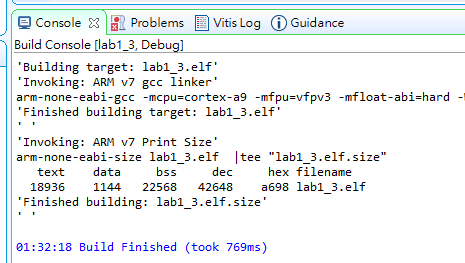 Console Problems Vitis Log Guidance
Build Console [lab1_3, Debug]
'Building target: lab1_3.elf'
'Invoking: ARM v7 gcc linker'
arm-none-eabi-gcc -mcpu=cortex-a9 -mfpu=vfpv3 -mfloat-abi=hard -
'Finished building target: lab1_3.elf'
' '
'Invoking: ARM v7 Print Size'
arm-none-eabi-size lab1_3.elf  |tee "lab1_3.elf.size"
   text    data     bss     dec     hex filename
  18936    1144   22568   42648    a698 lab1_3.elf
'Finished building: lab1_3.elf.size'
' '
01:32:18 Build Finished (took 769ms)